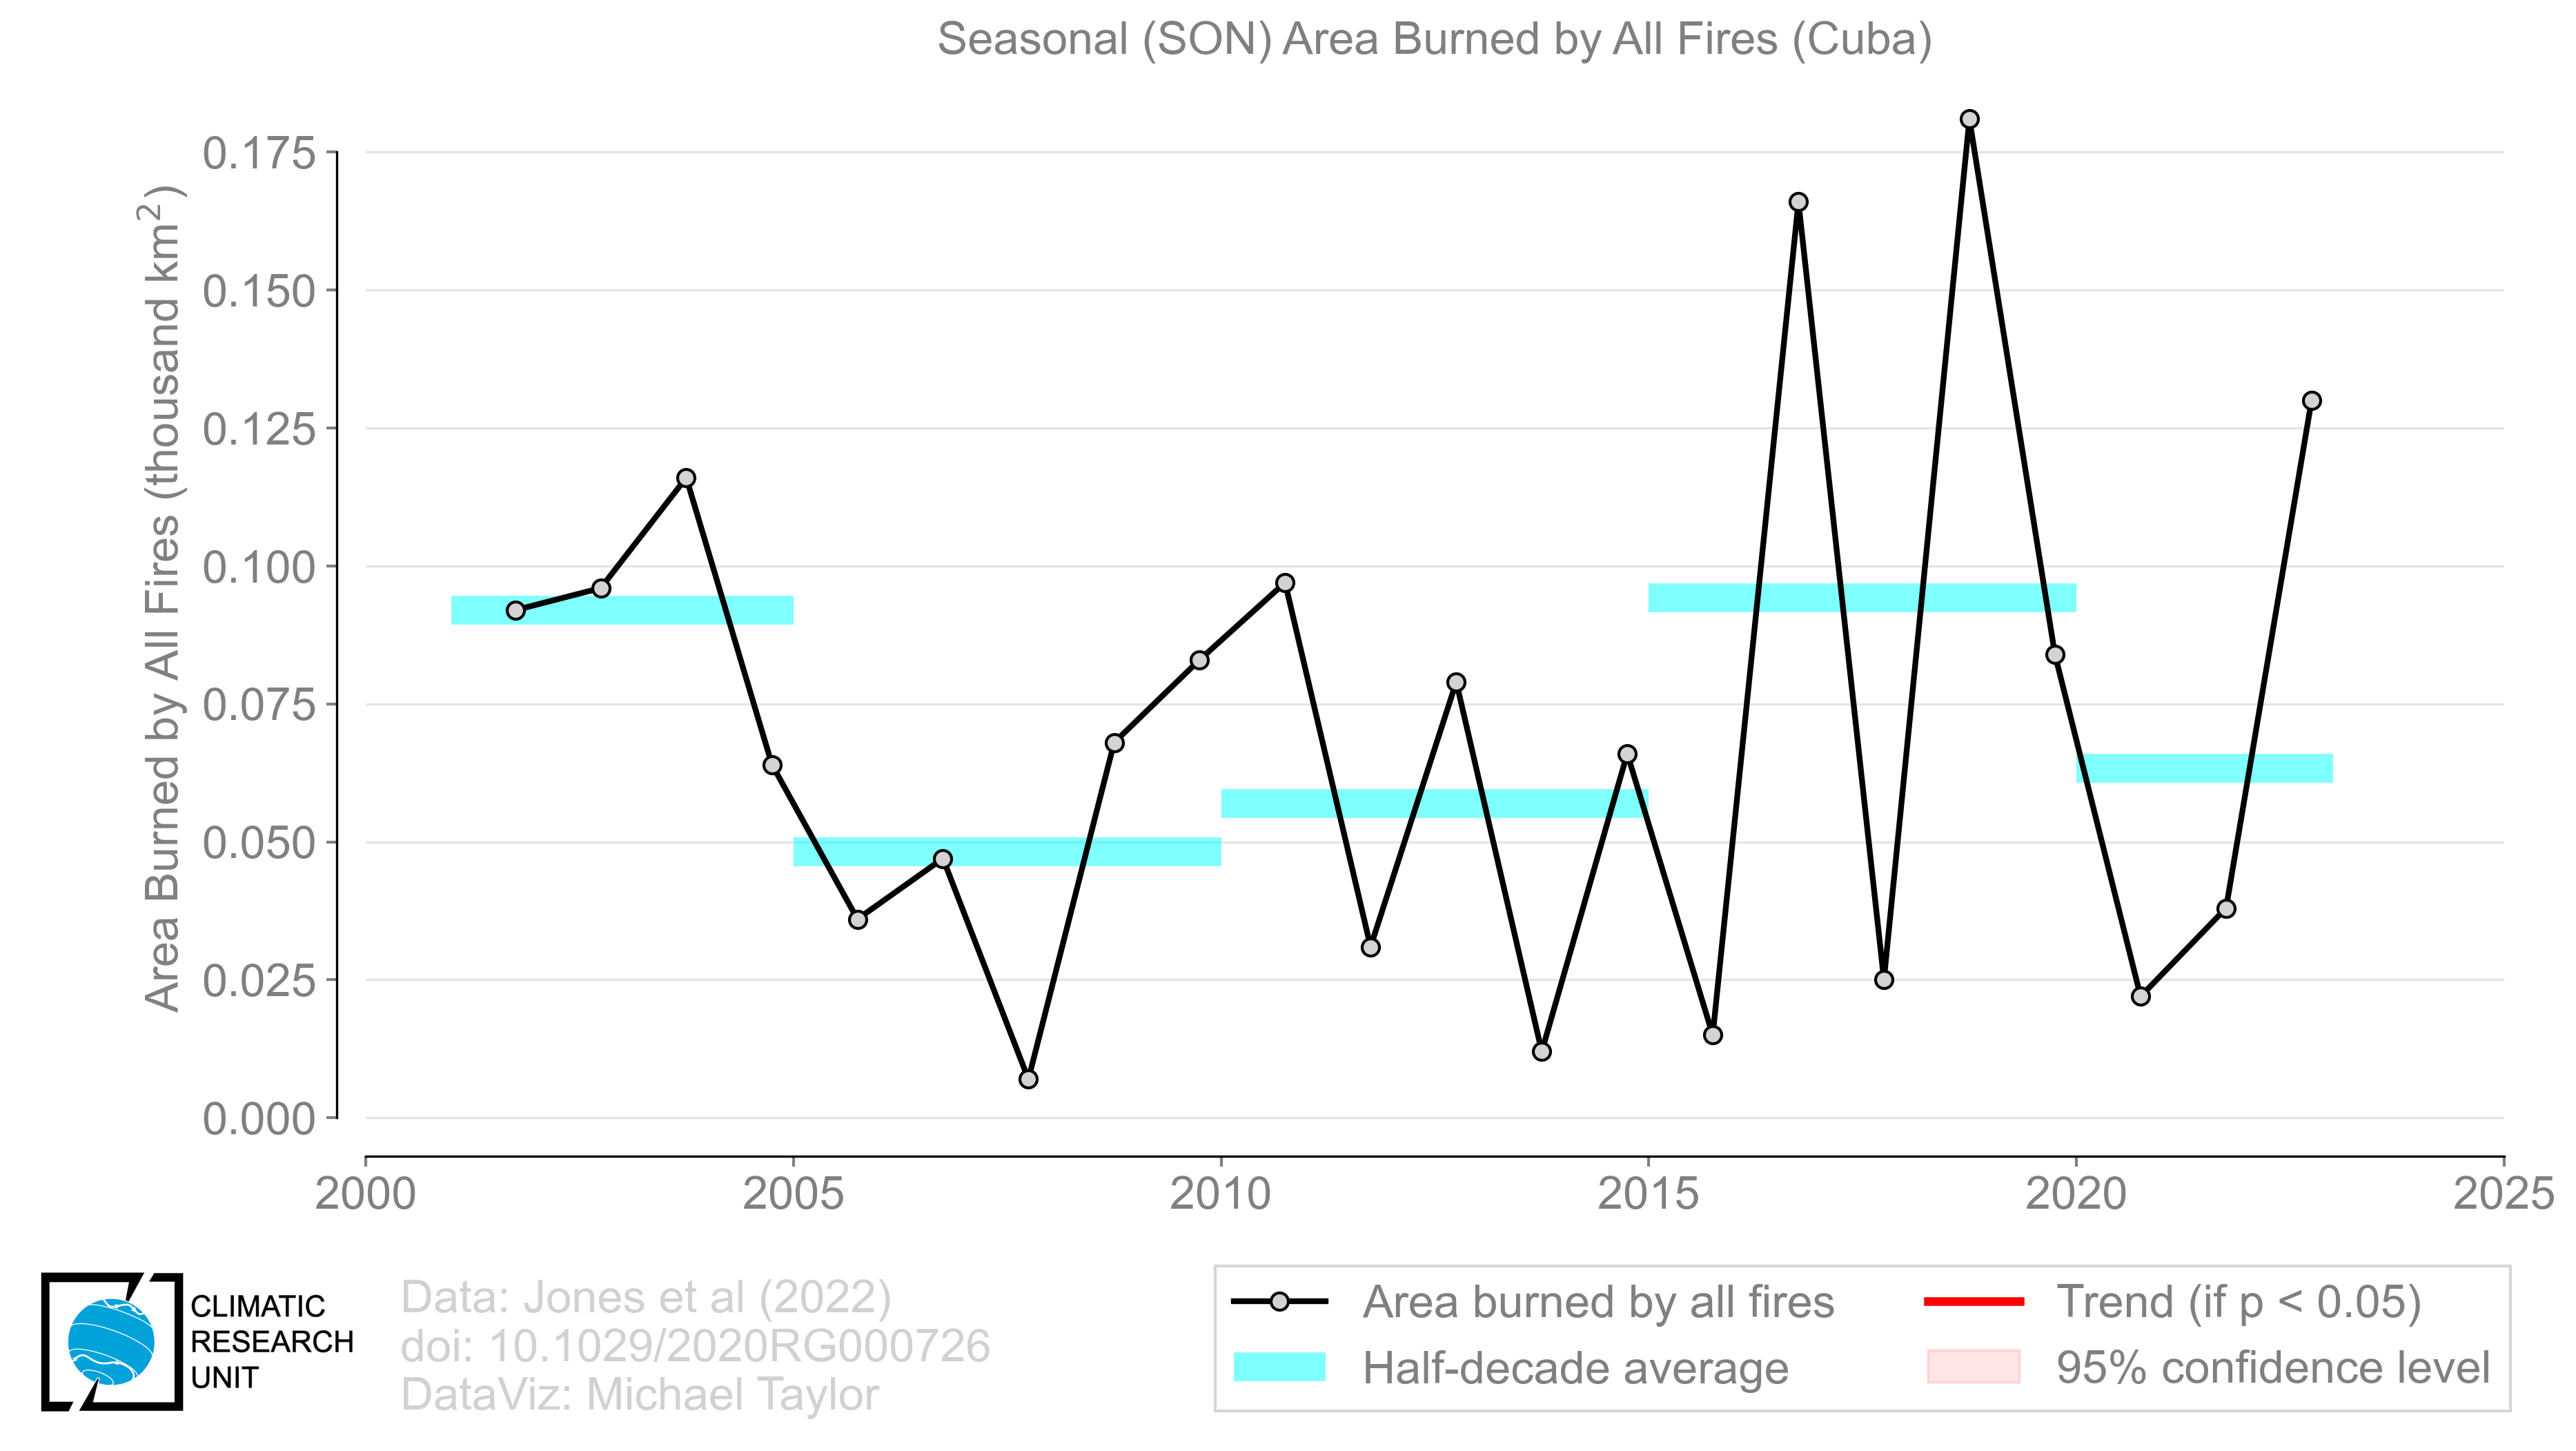 Seasonal (SON) Area Burned by All Fires (Cuba)
Area Burned by All Fires (thousand km²)
0.175
0.150
0.125
0.100
0.075
0.050
0.025
0.000
2000 2005 2010 2015 2020 2025
CLIMATIC
RESEARCH
UNIT
Data: Jones et al (2022)
doi: 10.1029/2020RG000726
DataViz: Michael Taylor
Area burned by all fires
Half-decade average
Trend (if p < 0.05)
95% confidence level